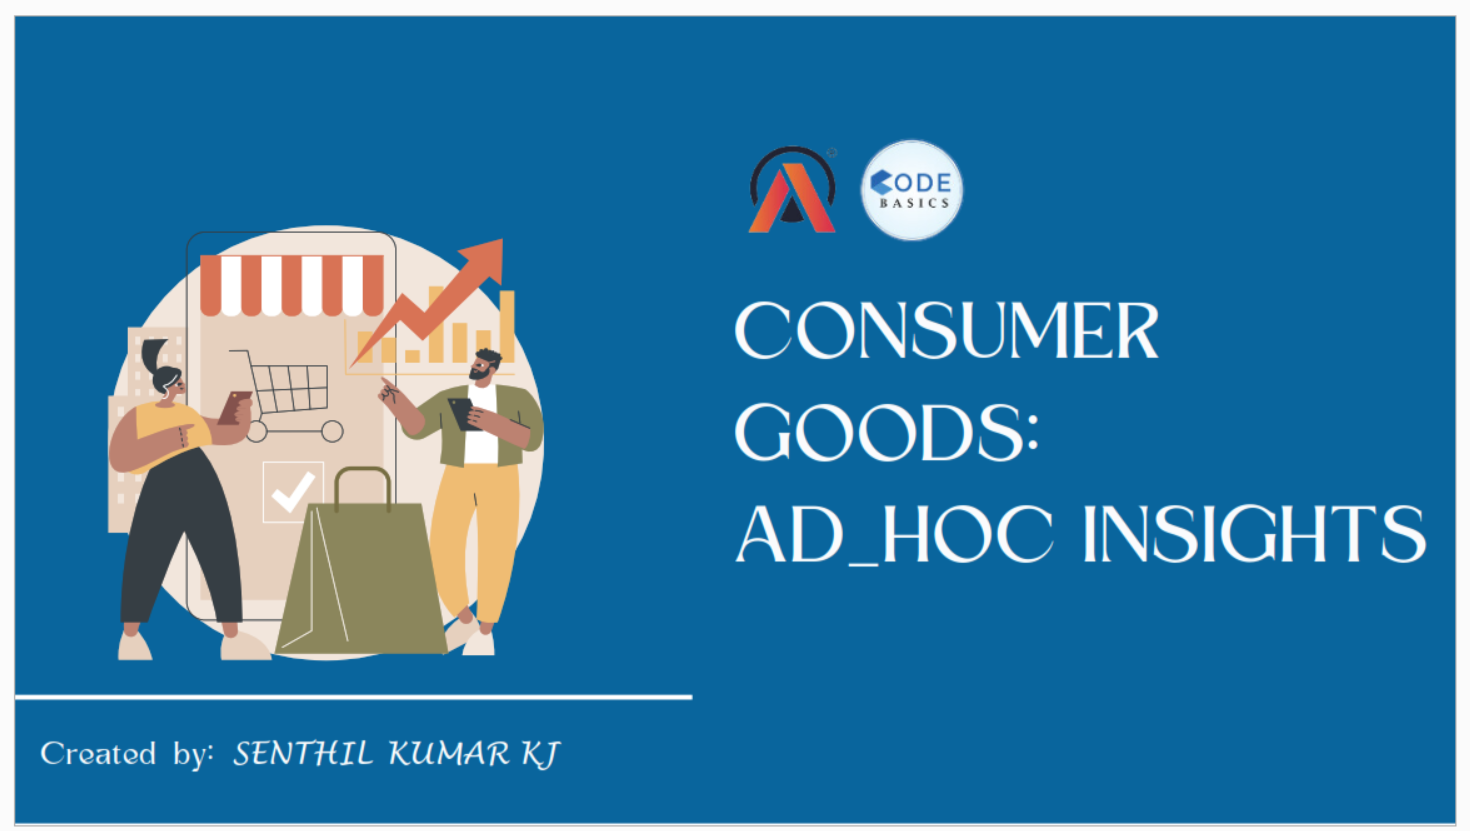 CODE
BASICS
CONSUMER
GOODS:
AD_HOC INSIGHTS
Created by: SENTHIL KUMAR KJ